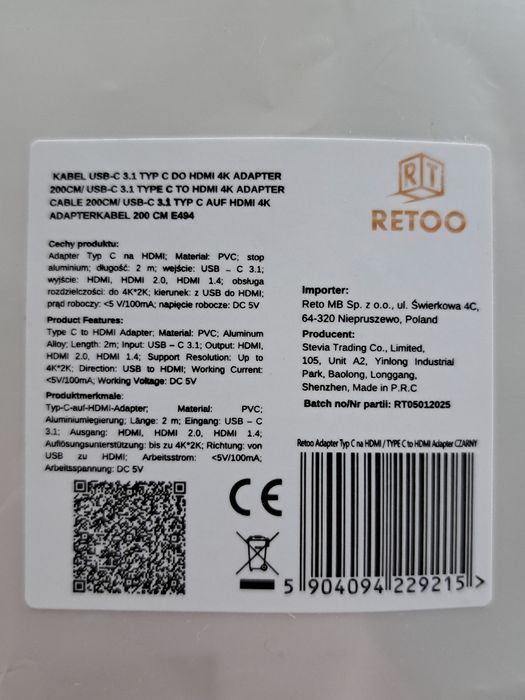 KABEL USB-C 3.1 TYP C DO HDMI 4K ADAPTER
200CM/ USB-C 3.1 TYPE C TO HDMI 4K ADAPTER
CABLE 200CM/ USB-C 3.1 TYP C AUF HDMI 4K
ADAPTERKABEL 200 CM E494
RT
RETOO
Cechy produktu:
Adapter Typ C na HDMI; Materiał: PVC; stop
aluminium; długość: 2 m; wejście: USB – C 3.1;
wyjście: HDMI, HDMI 2.0, HDMI 1.4; obsługa
rozdzielczości: do 4K*2K; kierunek: z USB do HDMI;
prąd roboczy: <5 V/100mA; napięcie robocze: DC 5V
Product Features:
Type C to HDMI Adapter; Material: PVC; Aluminum
Alloy; Length: 2m; Input: USB – C 3.1; Output: HDMI,
HDMI 2.0, HDMI 1.4; Support Resolution: Up to
4K*2K; Direction: USB to HDMI; Working Current:
<5V/100mA; Working Voltage: DC 5V
Produktmerkmale:
Typ-C-auf-HDMI-Adapter; Material: PVC;
Aluminiumlegierung; Länge: 2 m; Eingang: USB – C
3.1; Ausgang: HDMI, HDMI 2.0, HDMI 1.4;
Auflösungsunterstützung: bis zu 4K*2K; Richtung: von
USB zu HDMI; Arbeitsstrom: <5V/100mA;
Arbeitsspannung: DC 5V
Importer:
Reto MB Sp. z o.o., ul. Świerkowa 4C,
64-320 Niepruszewo, Poland
Producent:
Stevia Trading Co., Limited,
105, Unit A2, Yinlong Industrial
Park, Baolong, Longgang,
Shenzhen, Made in P.R.C
Batch no/Nr partii: RT05012025
Retoo Adapter Typ C na HDMI / TYPE C to HDMI Adapter CZARNY
CE
5 904094 229215 >